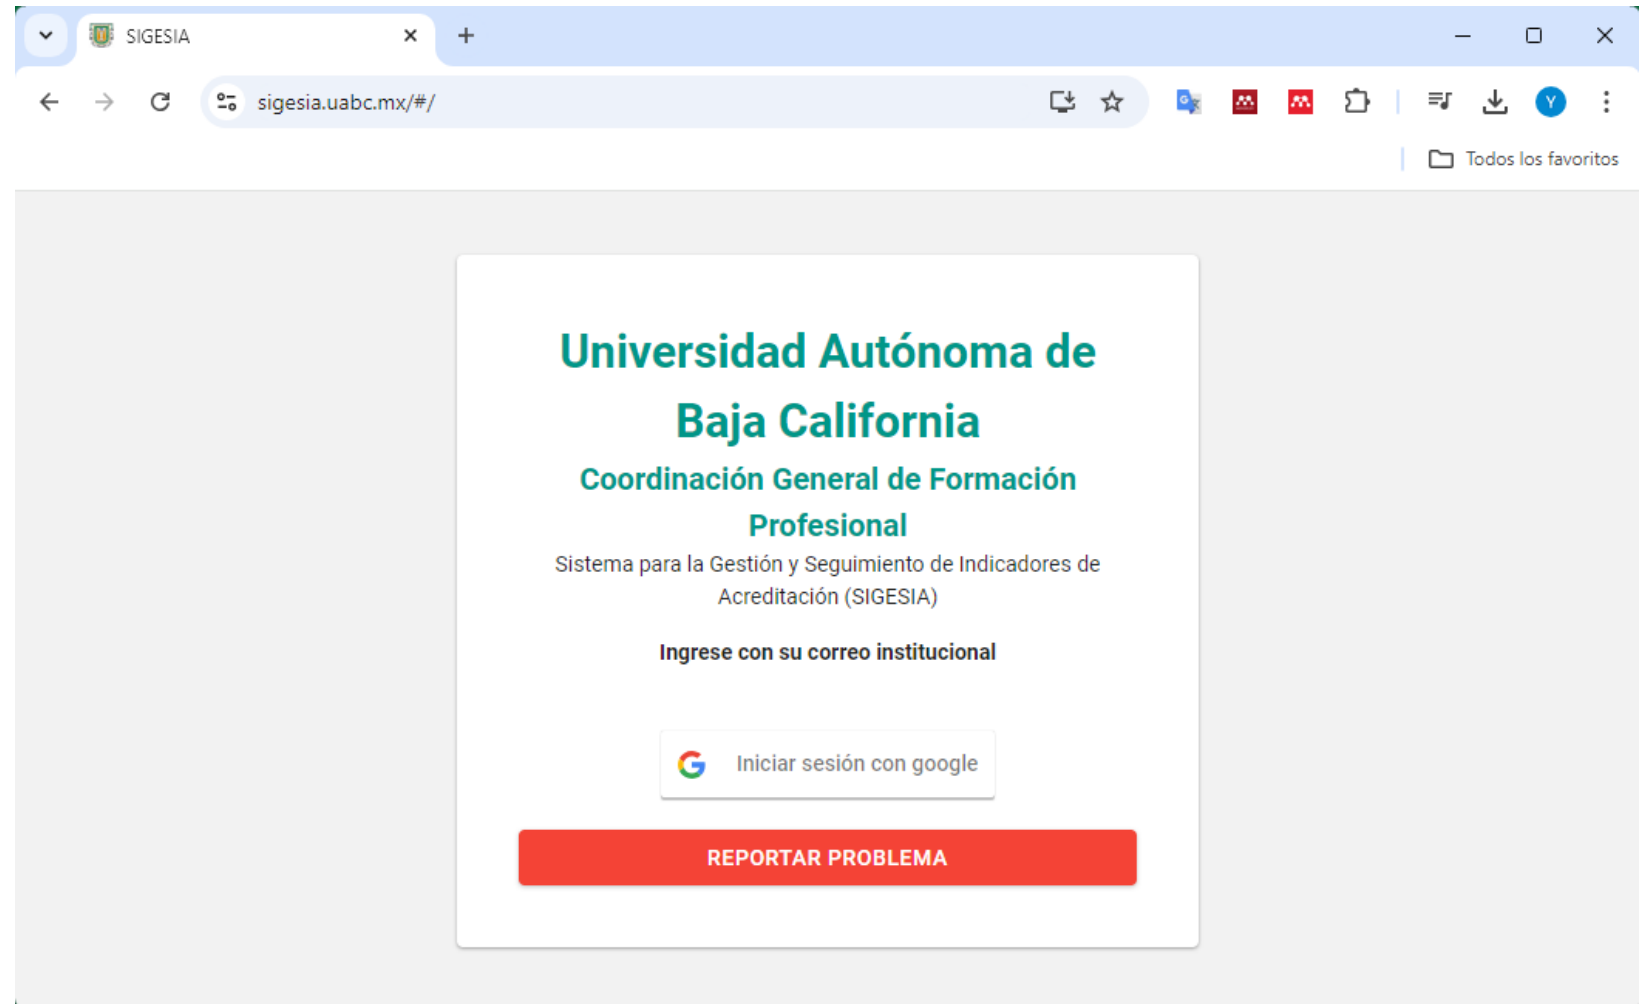 SIGESIA
sigesia.uabc.mx/#/
Y
Todos los favoritos
Universidad Autónoma de
Baja California
Coordinación General de Formación
Profesional
Sistema para la Gestión y Seguimiento de Indicadores de
Acreditación (SIGESIA)
Ingrese con su correo institucional
Iniciar sesión con google
REPORTAR PROBLEMA